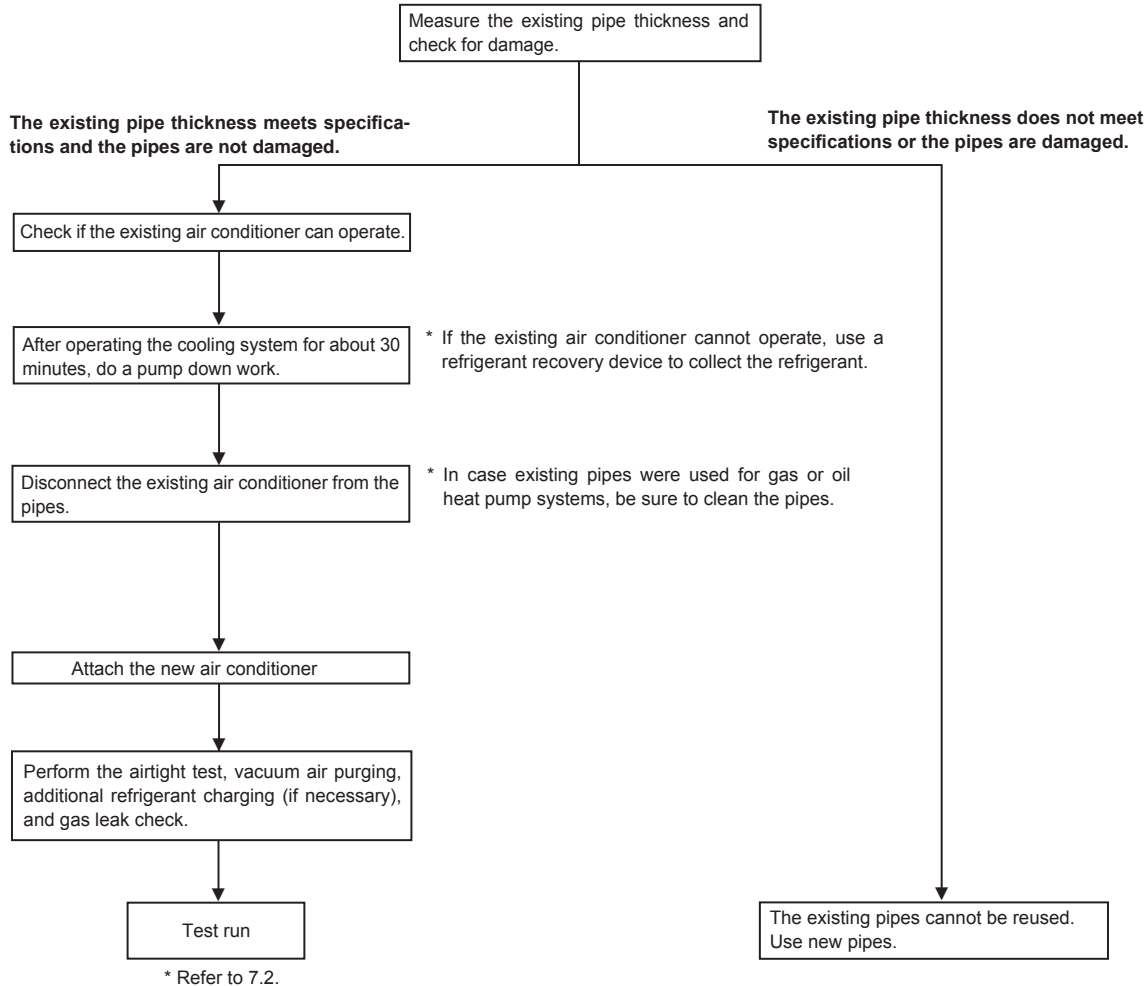 Measure the existing pipe thickness and
check for damage.
The existing pipe thickness meets specifica-
tions and the pipes are not damaged.
The existing pipe thickness does not meet
specifications or the pipes are damaged.
Check if the existing air conditioner can operate.
After operating the cooling system for about 30
minutes, do a pump down work.
* If the existing air conditioner cannot operate, use a
refrigerant recovery device to collect the refrigerant.
Disconnect the existing air conditioner from the
pipes.
* In case existing pipes were used for gas or oil
heat pump systems, be sure to clean the pipes.
Attach the new air conditioner
Perform the airtight test, vacuum air purging,
additional refrigerant charging (if necessary),
and gas leak check.
Test run
* Refer to 7.2.
The existing pipes cannot be reused.
Use new pipes.